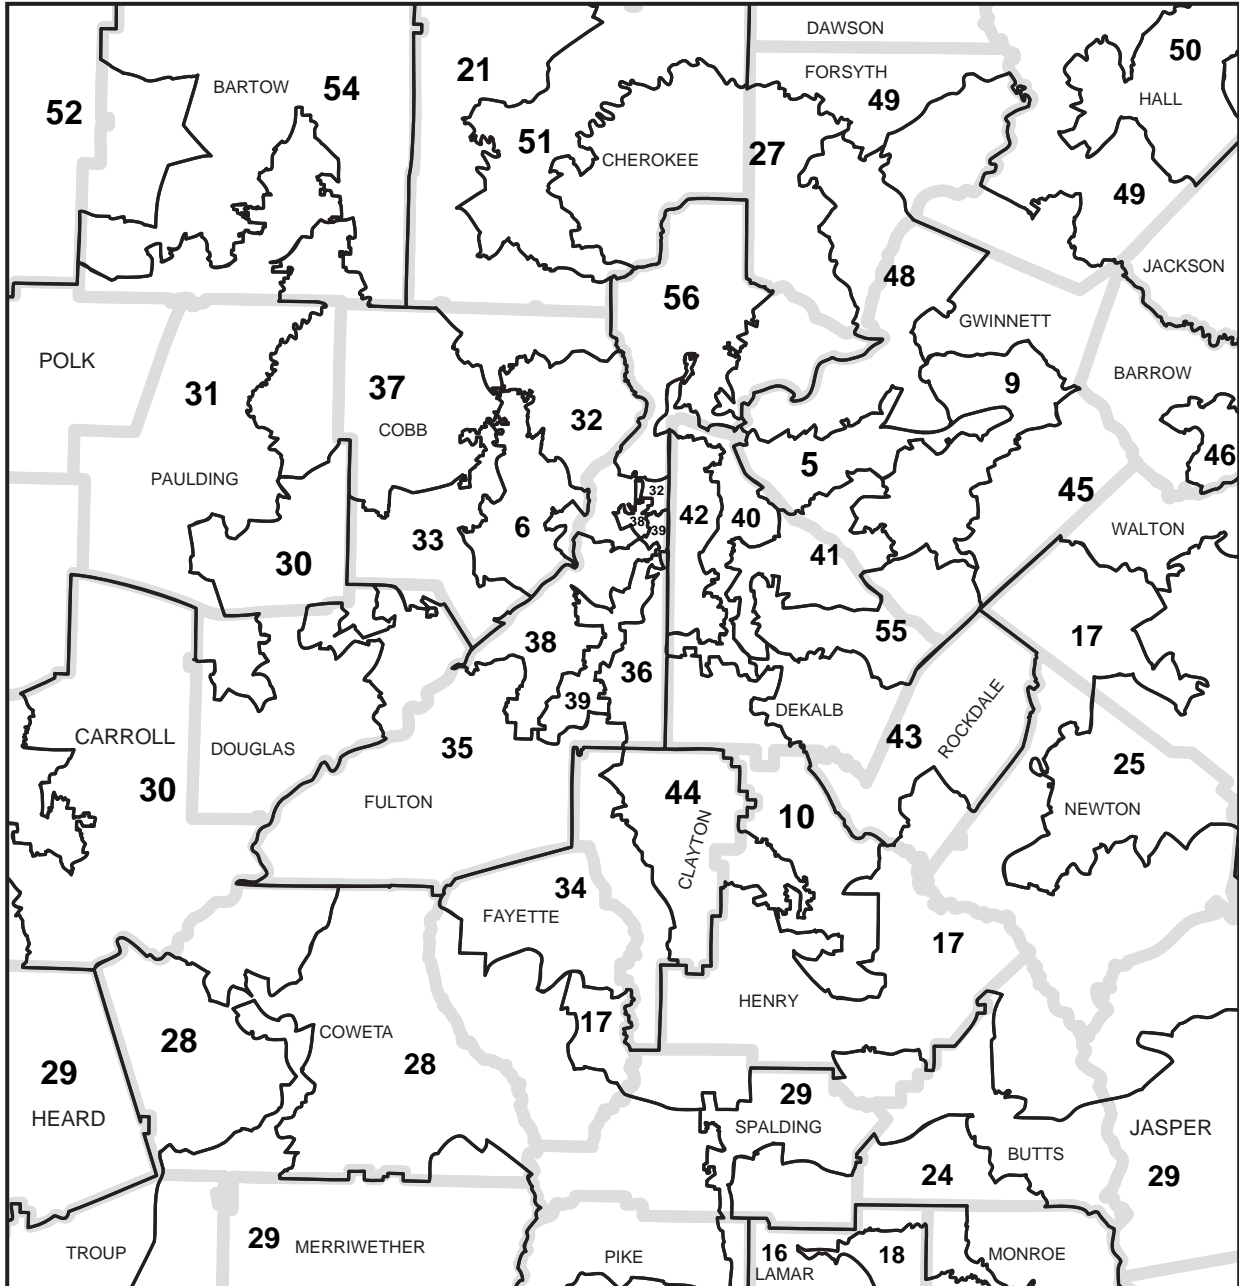 DAWSON
50
21
FORSYTH
BARTOW
54
49
HALL
52
51
CHEROKEE
27
49
JACKSON
48
56
GWINNETT
POLK
BARROW
31
37
9
32
COBB
46
5
PAULDING
32
45
42
40
38
39
6
33
WALTON
41
30
55
17
38
36
39
DEKALB
ROCKDALE
CARROLL
DOUGLAS
43
35
25
30
44
FULTON
10
NEWTON
CLAYTON
34
FAYETTE
17
HENRY
17
COWETA
28
28
29
29
HEARD
SPALDING
JASPER
BUTTS
24
29
29
MERRIWETHER
TROUP
PIKE
16
18
MONROE
LAMAR